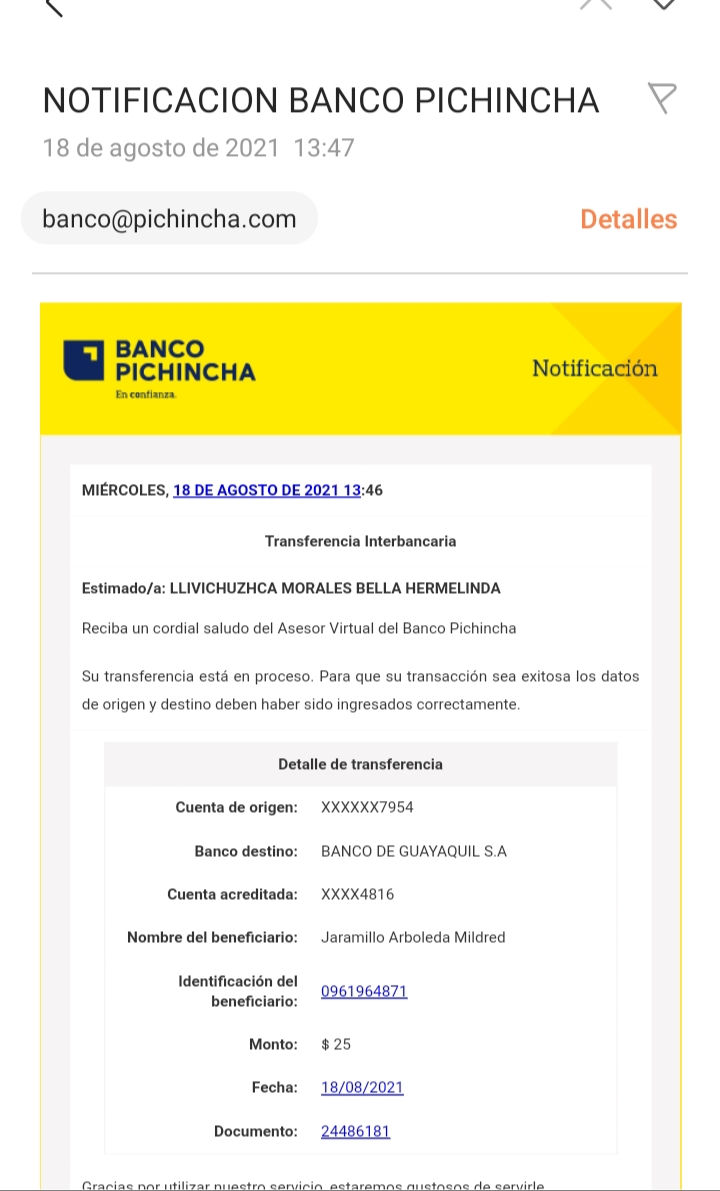 NOTIFICACION BANCO PICHINCHA
18 de agosto de 2021 13:47
banco@pichincha.com
Detalles
BANCO
PICHINCHA
En confianza.
Notificación
MIÉRCOLES, 18 DE AGOSTO DE 2021 13:46
Transferencia Interbancaria
Estimado/a: LLIVICHUZHCA MORALES BELLA HERMELINDA
Reciba un cordial saludo del Asesor Virtual del Banco Pichincha
Su transferencia está en proceso. Para que su transacción sea exitosa los datos
de origen y destino deben haber sido ingresados correctamente.
Detalle de transferencia
Cuenta de origen: XXXXXX7954
Banco destino: BANCO DE GUAYAQUIL S.A
Cuenta acreditada: XXXX4816
Nombre del beneficiario: Jaramillo Arboleda Mildred
Identificación del
beneficiario: 0961964871
Monto: $ 25
Fecha: 18/08/2021
Documento: 24486181
Gracias por utilizar nuestro servicio, estaremos gustosos de servirle